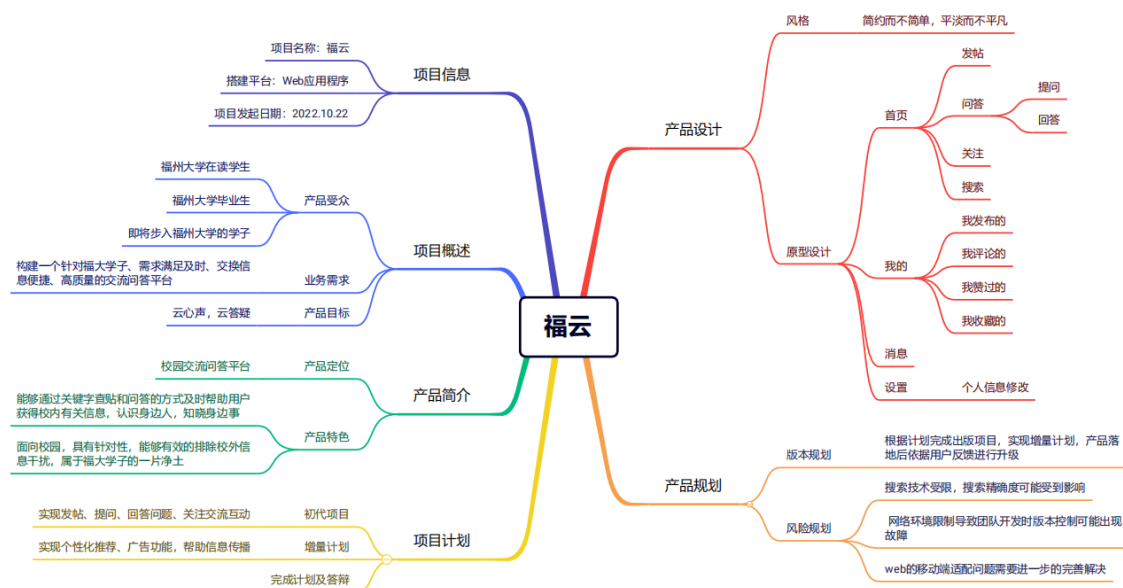 福云
项目信息
项目名称：福云
搭建平台：Web应用程序
项目发起日期：2022.10.22
项目概述
产品受众
福州大学在读学生
福州大学毕业生
即将步入福州大学的学子
业务需求
构建一个针对福大学子、需求满足及时、交换信
息便捷、高质量的交流问答平台
产品目标
云心声，云答疑
产品简介
产品定位
校园交流问答平台
产品特色
能够通过关键字查贴和问答的方式及时帮助用户
获得校内有关信息，认识身边人，知晓身边事
面向校园，具有针对性，能够有效的排除校外信
息干扰，属于福大学子的一片净土
项目计划
初代项目
实现发帖、提问、回答问题、关注交流互动
增量计划
实现个性化推荐、广告功能，帮助信息传播
完成计划及答辩
产品设计
风格
简约而不简单，平淡而不平凡
原型设计
首页
发帖
问答
提问
回答
关注
搜索
我的
我发布的
我评论的
我赞过的
我收藏的
消息
设置
个人信息修改
产品规划
版本规划
根据计划完成出版项目，实现增量计划，产品落
地后依据用户反馈进行升级
风险规划
搜索技术受限，搜索精确度可能受到影响
网络环境限制导致团队开发时版本控制可能出现
故障
web的移动端适配问题需要进一步的完善解决